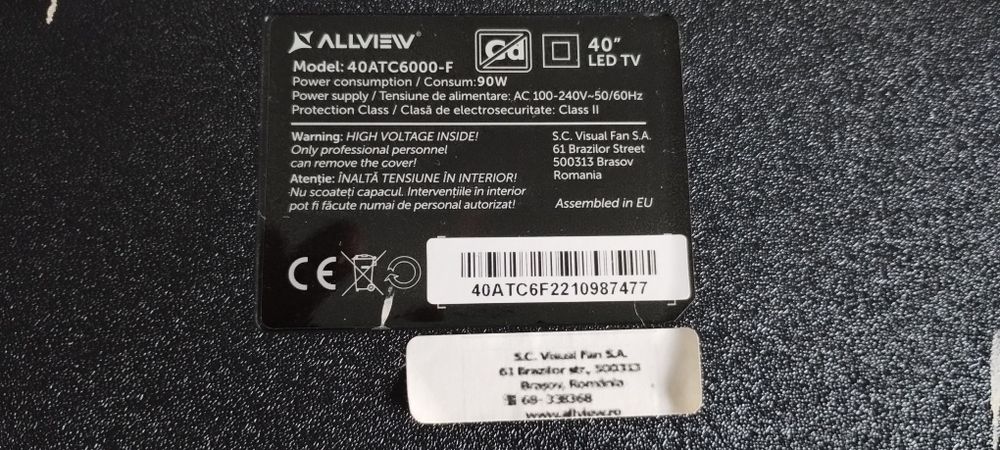 ALLVIEW®
Cd
40"
LED TV
Model: 40ATC6000-F
Power consumption / Consum:90W
Power supply / Tensiune de alimentare: AC 100-240V~50/60Hz
Protection Class / Clasă de electrosecuritate: Class II
Warning: HIGH VOLTAGE INSIDE!
Only professional personnel
can remove the cover!
Atenție: ÎNALTĂ TENSIUNE ÎN INTERIOR!
Nu scoateți capacul. Intervențiile în interior
pot fi făcute numai de personal autorizat!
S.C. Visual Fan S.A.
61 Brazilor Street
500313 Brasov
Romania
Assembled in EU
CE
40ATC6F2210987477
S.C. Visual Fan S.A.
61 Brazilor str., 500313
Brașov, România
68-338368
www.allview.ro